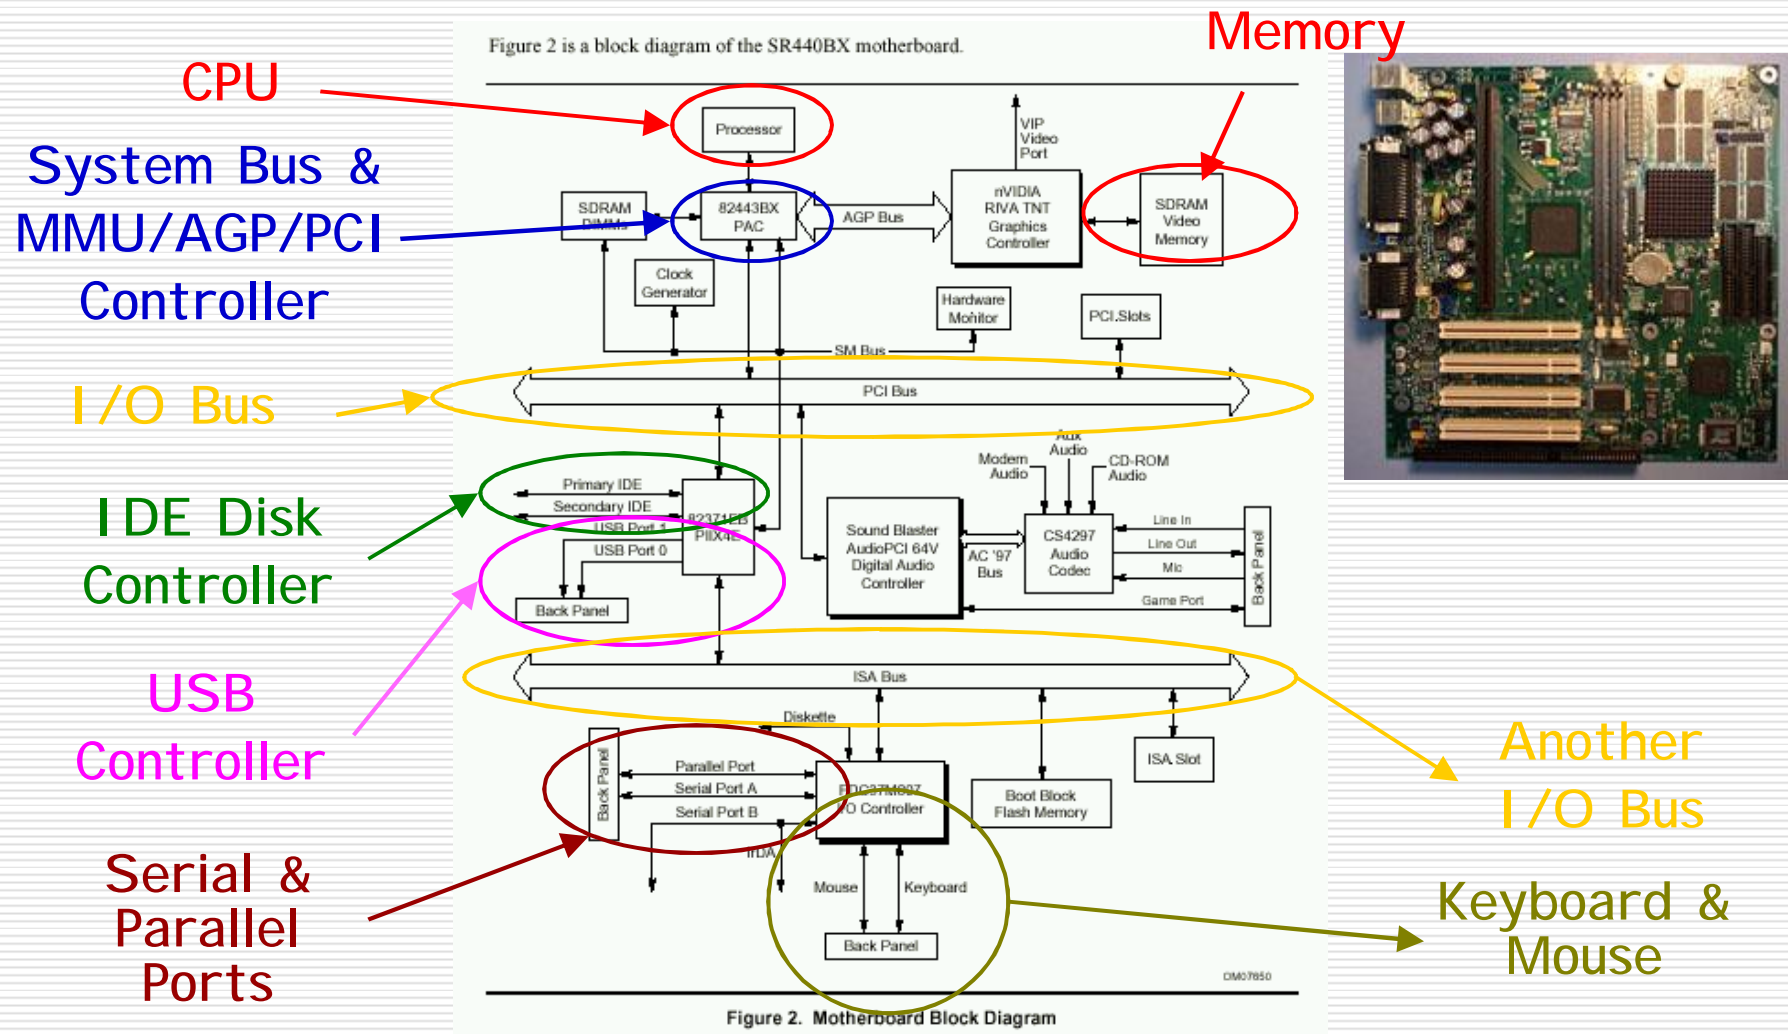 Memory
Figure 2 is a block diagram of the SR440BX motherboard.
CPU
System Bus &
MMU/AGP/PCI
Controller
I/O Bus
IDE Disk
Controller
USB
Controller
Serial &
Parallel
Ports
Processor
VIP
Video
Port
SDRAM
DIMMs
82443BX
PAC
AGP Bus
nVIDIA
RIVA TNT
Graphics
Controller
SDRAM
Video
Memory
Clock
Generator
Hardware
Monitor
PCI Slots
SM Bus
PCI Bus
Primary IDE
Secondary IDE
USB Port 1
USB Port 0
82371EB
PIIX4E
Back Panel
Modem
Audio
Aux
Audio
CD-ROM
Audio
Sound Blaster
AudioPCI 64V
Digital Audio
Controller
AC '97
Bus
CS4297
Audio
Codec
Line In
Line Out
Mic
Game Port
Back Panel
ISA Bus
Diskette
Back Panel
Parallel Port
Serial Port A
Serial Port B
IrDA
I/O Controller
Boot Block
Flash Memory
ISA Slot
Mouse
Keyboard
Back Panel
OM07650
Another
I/O Bus
Keyboard &
Mouse
Figure 2. Motherboard Block Diagram